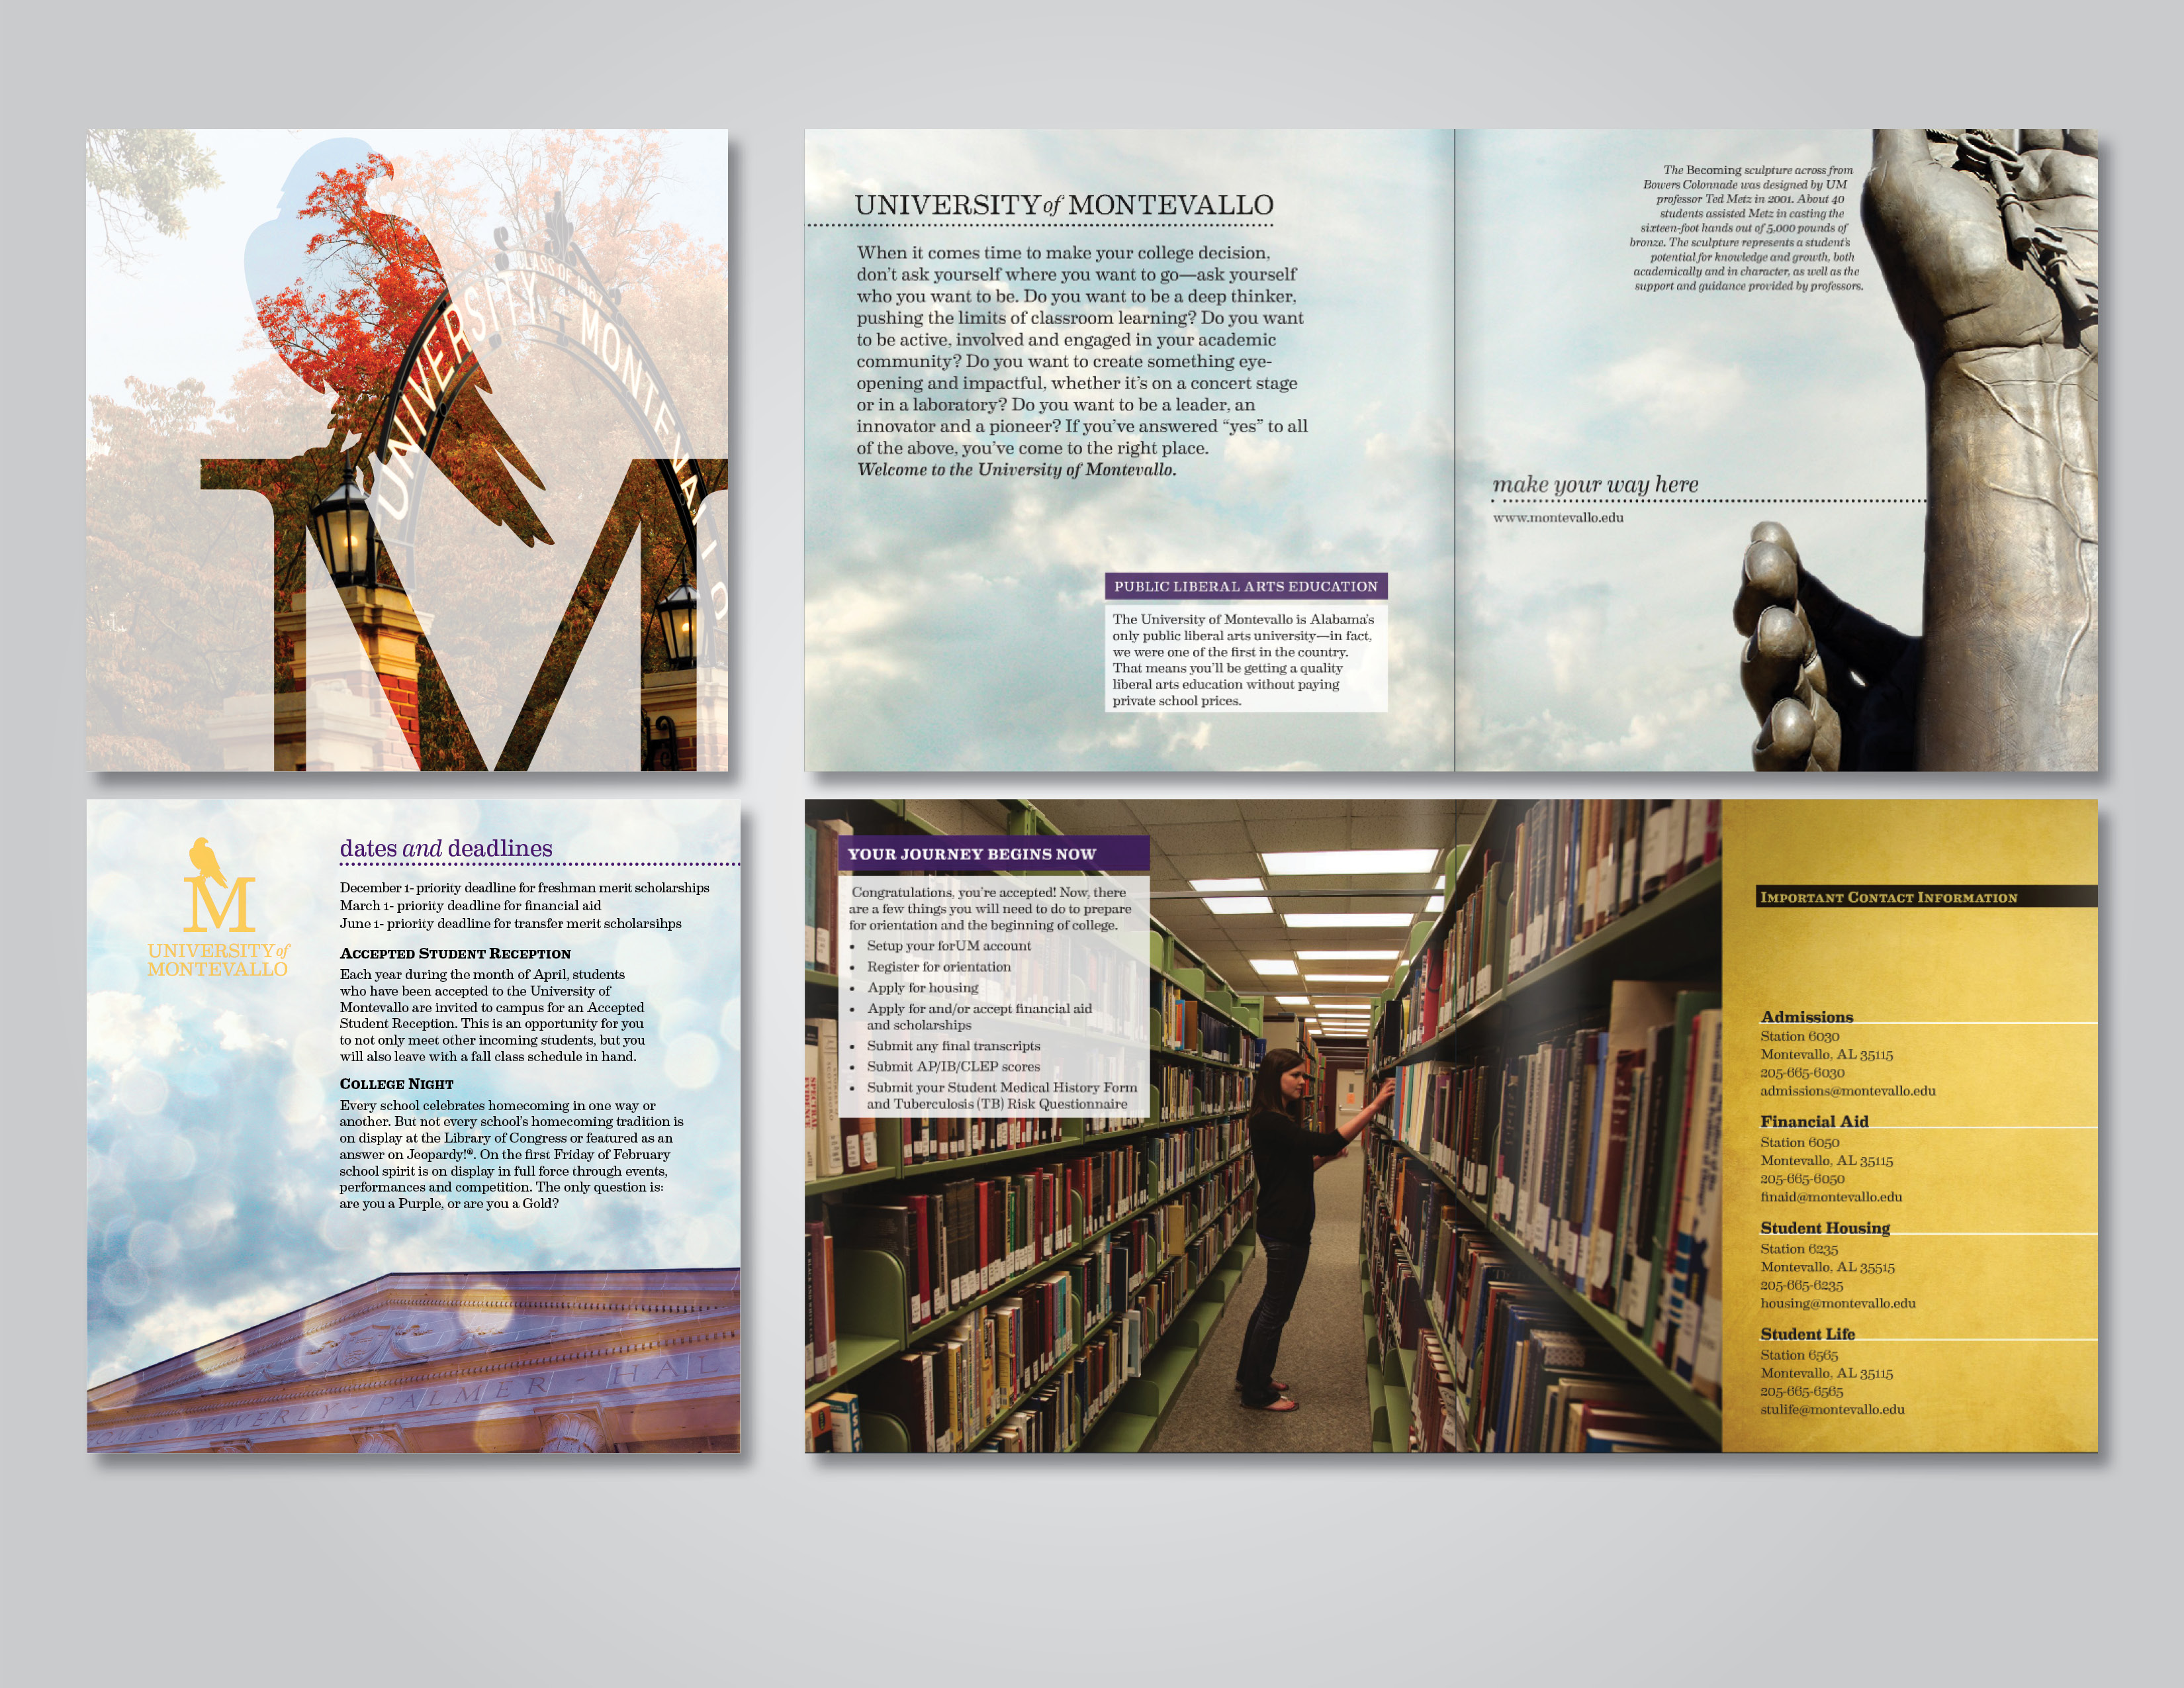 CLASS OF
UNIVERSITY MONTEVALLO
M
UNIVERSITY of MONTEVALLO
When it comes time to make your college decision,
don't ask yourself where you want to go—ask yourself
who you want to be. Do you want to be a deep thinker,
pushing the limits of classroom learning? Do you want
to be active, involved and engaged in your academic
community? Do you want to create something eye-
opening and impactful, whether it's on a concert stage
or in a laboratory? Do you want to be a leader, an
innovator and a pioneer? If you've answered “yes” to all
of the above, you've come to the right place.
Welcome to the University of Montevallo.
PUBLIC LIBERAL ARTS EDUCATION
The University of Montevallo is Alabama's
only public liberal arts university—in fact,
we were one of the first in the country.
That means you'll be getting a quality
liberal arts education without paying
private school prices.
The Becoming sculpture across from
Bowers Colonnade was designed by UM
professor Ted Metz in 2001. About 40
students assisted Metz in casting the
sixteen-foot hands out of 5,000 pounds of
bronze. The sculpture represents a student's
potential for knowledge and growth, both
academically and in character, as well as the
support and guidance provided by professors.
make your way here
www.montevallo.edu
M
UNIVERSITY of
MONTEVALLO
dates and deadlines
December 1- priority deadline for freshman merit scholarships
March 1- priority deadline for financial aid
June 1- priority deadline for transfer merit scholarsihps
ACCEPTED STUDENT RECEPTION
Each year during the month of April, students
who have been accepted to the University of
Montevallo are invited to campus for an Accepted
Student Reception. This is an opportunity for you
to not only meet other incoming students, but you
will also leave with a fall class schedule in hand.
COLLEGE NIGHT
Every school celebrates homecoming in one way or
another. But not every school's homecoming tradition is
on display at the Library of Congress or featured as an
answer on Jeopardy!®. On the first Friday of February
school spirit is on display in full force through events,
performances and competition. The only question is:
are you a Purple, or are you a Gold?
OMAS - WAVERLY - PALMER - HAL
YOUR JOURNEY BEGINS NOW
Congratulations, you're accepted! Now, there
are a few things you will need to do to prepare
for orientation and the beginning of college.
• Setup your forUM account
• Register for orientation
• Apply for housing
• Apply for and/or accept financial aid
and scholarships
• Submit any final transcripts
• Submit AP/IB/CLEP scores
• Submit your Student Medical History Form
and Tuberculosis (TB) Risk Questionnaire
IMPORTANT CONTACT INFORMATION
Admissions
Station 6030
Montevallo, AL 35115
205-665-6030
admissions@montevallo.edu
Financial Aid
Station 6050
Montevallo, AL 35115
205-665-6050
finaid@montevallo.edu
Student Housing
Station 6235
Montevallo, AL 35515
205-665-6235
housing@montevallo.edu
Student Life
Station 6565
Montevallo, AL 35115
205-665-6565
stulife@montevallo.edu